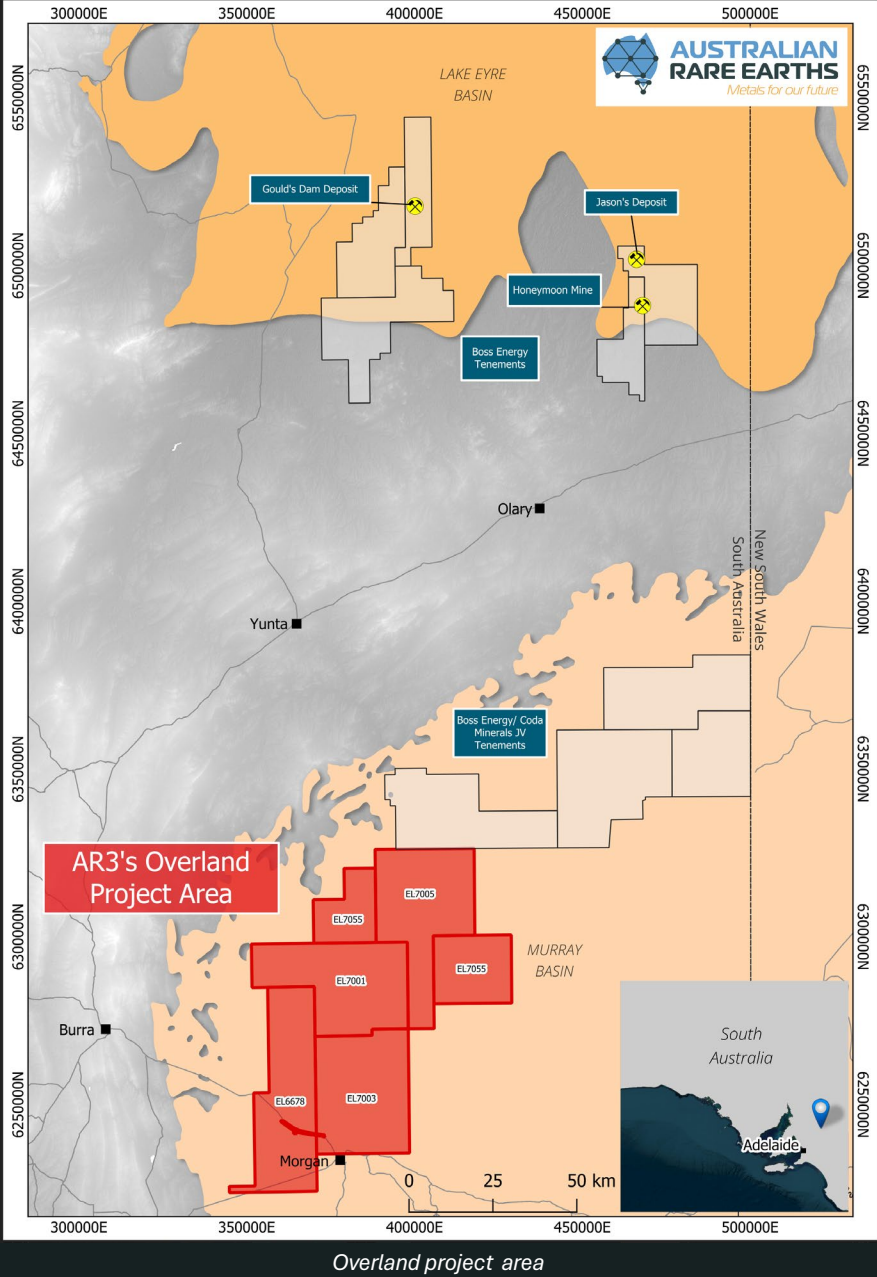 300000E 350000E 400000E 450000E 500000E
6550000N
6550000N
AUSTRALIAN
RARE EARTHS
Metals for our future
LAKE EYRE
BASIN
Gould's Dam Deposit
Jason's Deposit
6500000N
6500000N
Honeymoon Mine
Boss Energy
Tenements
6450000N
6450000N
Olary
New South Wales
South Australia
6400000N
6400000N
Yunta
Boss Energy/ Coda
Minerals JV
Tenements
6350000N
6350000N
AR3's Overland
Project Area
EL7005
EL7055
6300000N
6300000N
MURRAY
BASIN
EL7055
EL7001
Burra
South
Australia
6250000N
6250000N
EL6678
EL7003
Adelaide
Morgan
0 25 50 km
300000E 350000E 400000E 450000E 500000E
Overland project area